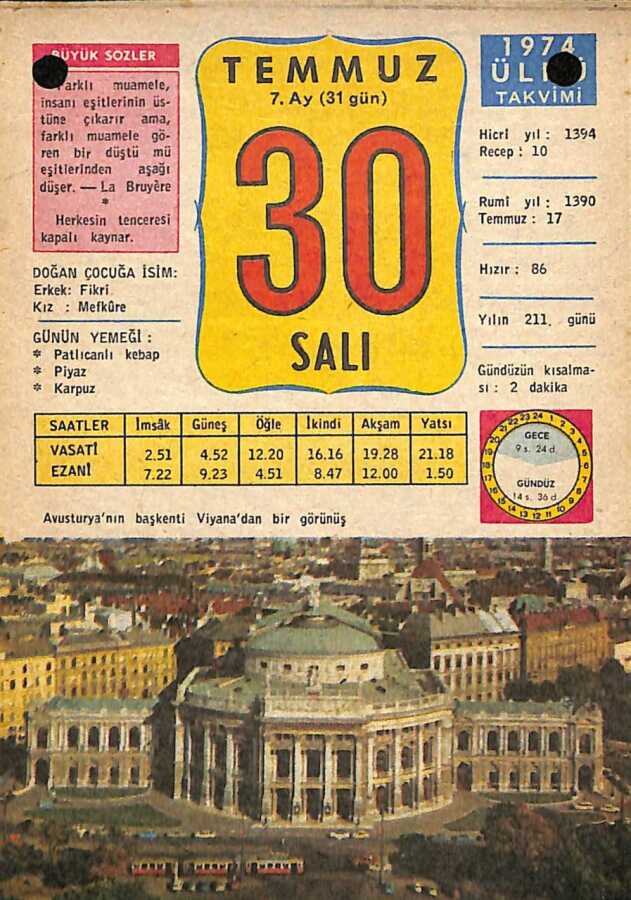 BÜYÜK SÖZLER
Farklı muamele,
insanı eşitlerinin üs-
tüne çıkarır ama,
farklı muamele gö-
ren bir düştü mü
eşitlerinden aşağı
düşer. — La Bruyère
*
Herkesin tenceresi
kapalı kaynar.
DOĞAN ÇOCUĞA İSİM:
Erkek: Fikri
Kız : Mefkûre
GÜNÜN YEMEĞİ :
* Patlıcanlı kebap
* Piyaz
* Karpuz
TEMMUZ
7. Ay (31 gün)
30
SALI
1974
TAKVİMİ
Hicri yıl : 1394
Recep : 10
Rumi yıl : 1390
Temmuz : 17
Hızır : 86
Yılın 211. günü
Gündüzün kısalma-
sı : 2 dakika
SAATLER İmsâk Güneş Öğle İkindi Akşam Yatsı
VASATİ 2.51 4.52 12.20 16.16 19.28 21.18
EZANİ 7.22 9.23 4.51 8.47 12.00 1.50
GECE
9 s. 24 d.
GÜNDÜZ
14 s. 36 d
Avusturya'nın başkenti Viyana'dan bir görünüş